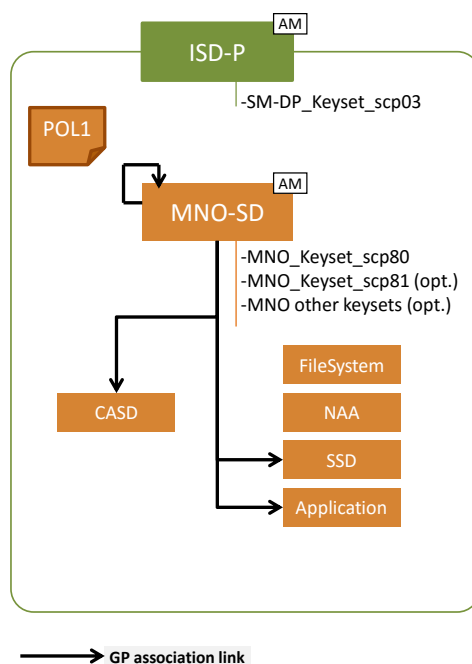 AM
ISD-P
-SM-DP_Keyset_scp03
POL1
AM
MNO-SD
-MNO_Keyset_scp80
-MNO_Keyset_scp81 (opt.)
-MNO other keysets (opt.)
FileSystem
CASD
NAA
SSD
Application
GP association link